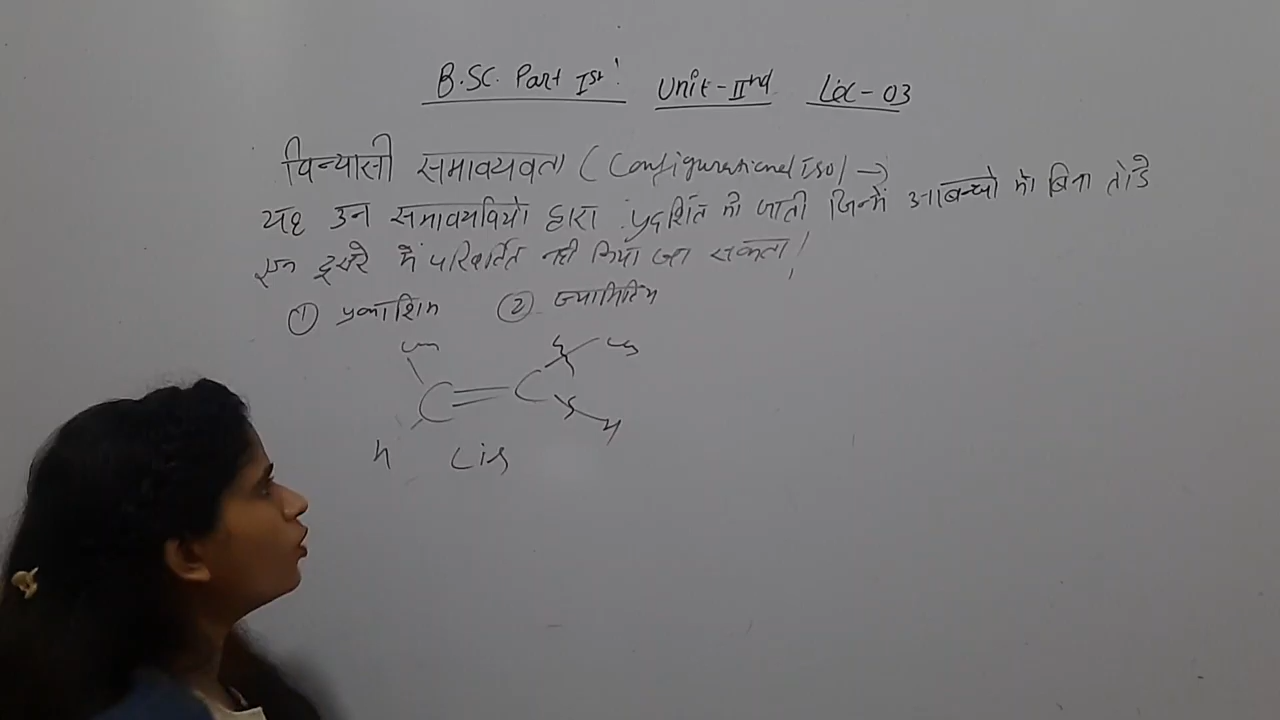 B.SC. Part Ist Unit-IInd Lec-03
विन्यासी समावयवता (Configurational Iso) →
यह उन समावयवियो द्वारा प्रदर्शित की जाती जिनमें आबन्धो को बिना तोडे
एक दूसरे में परिवर्तित नही किया जा सकता।
① प्रकाशिक ② ज्यामितिय
C=C
H H
Cis